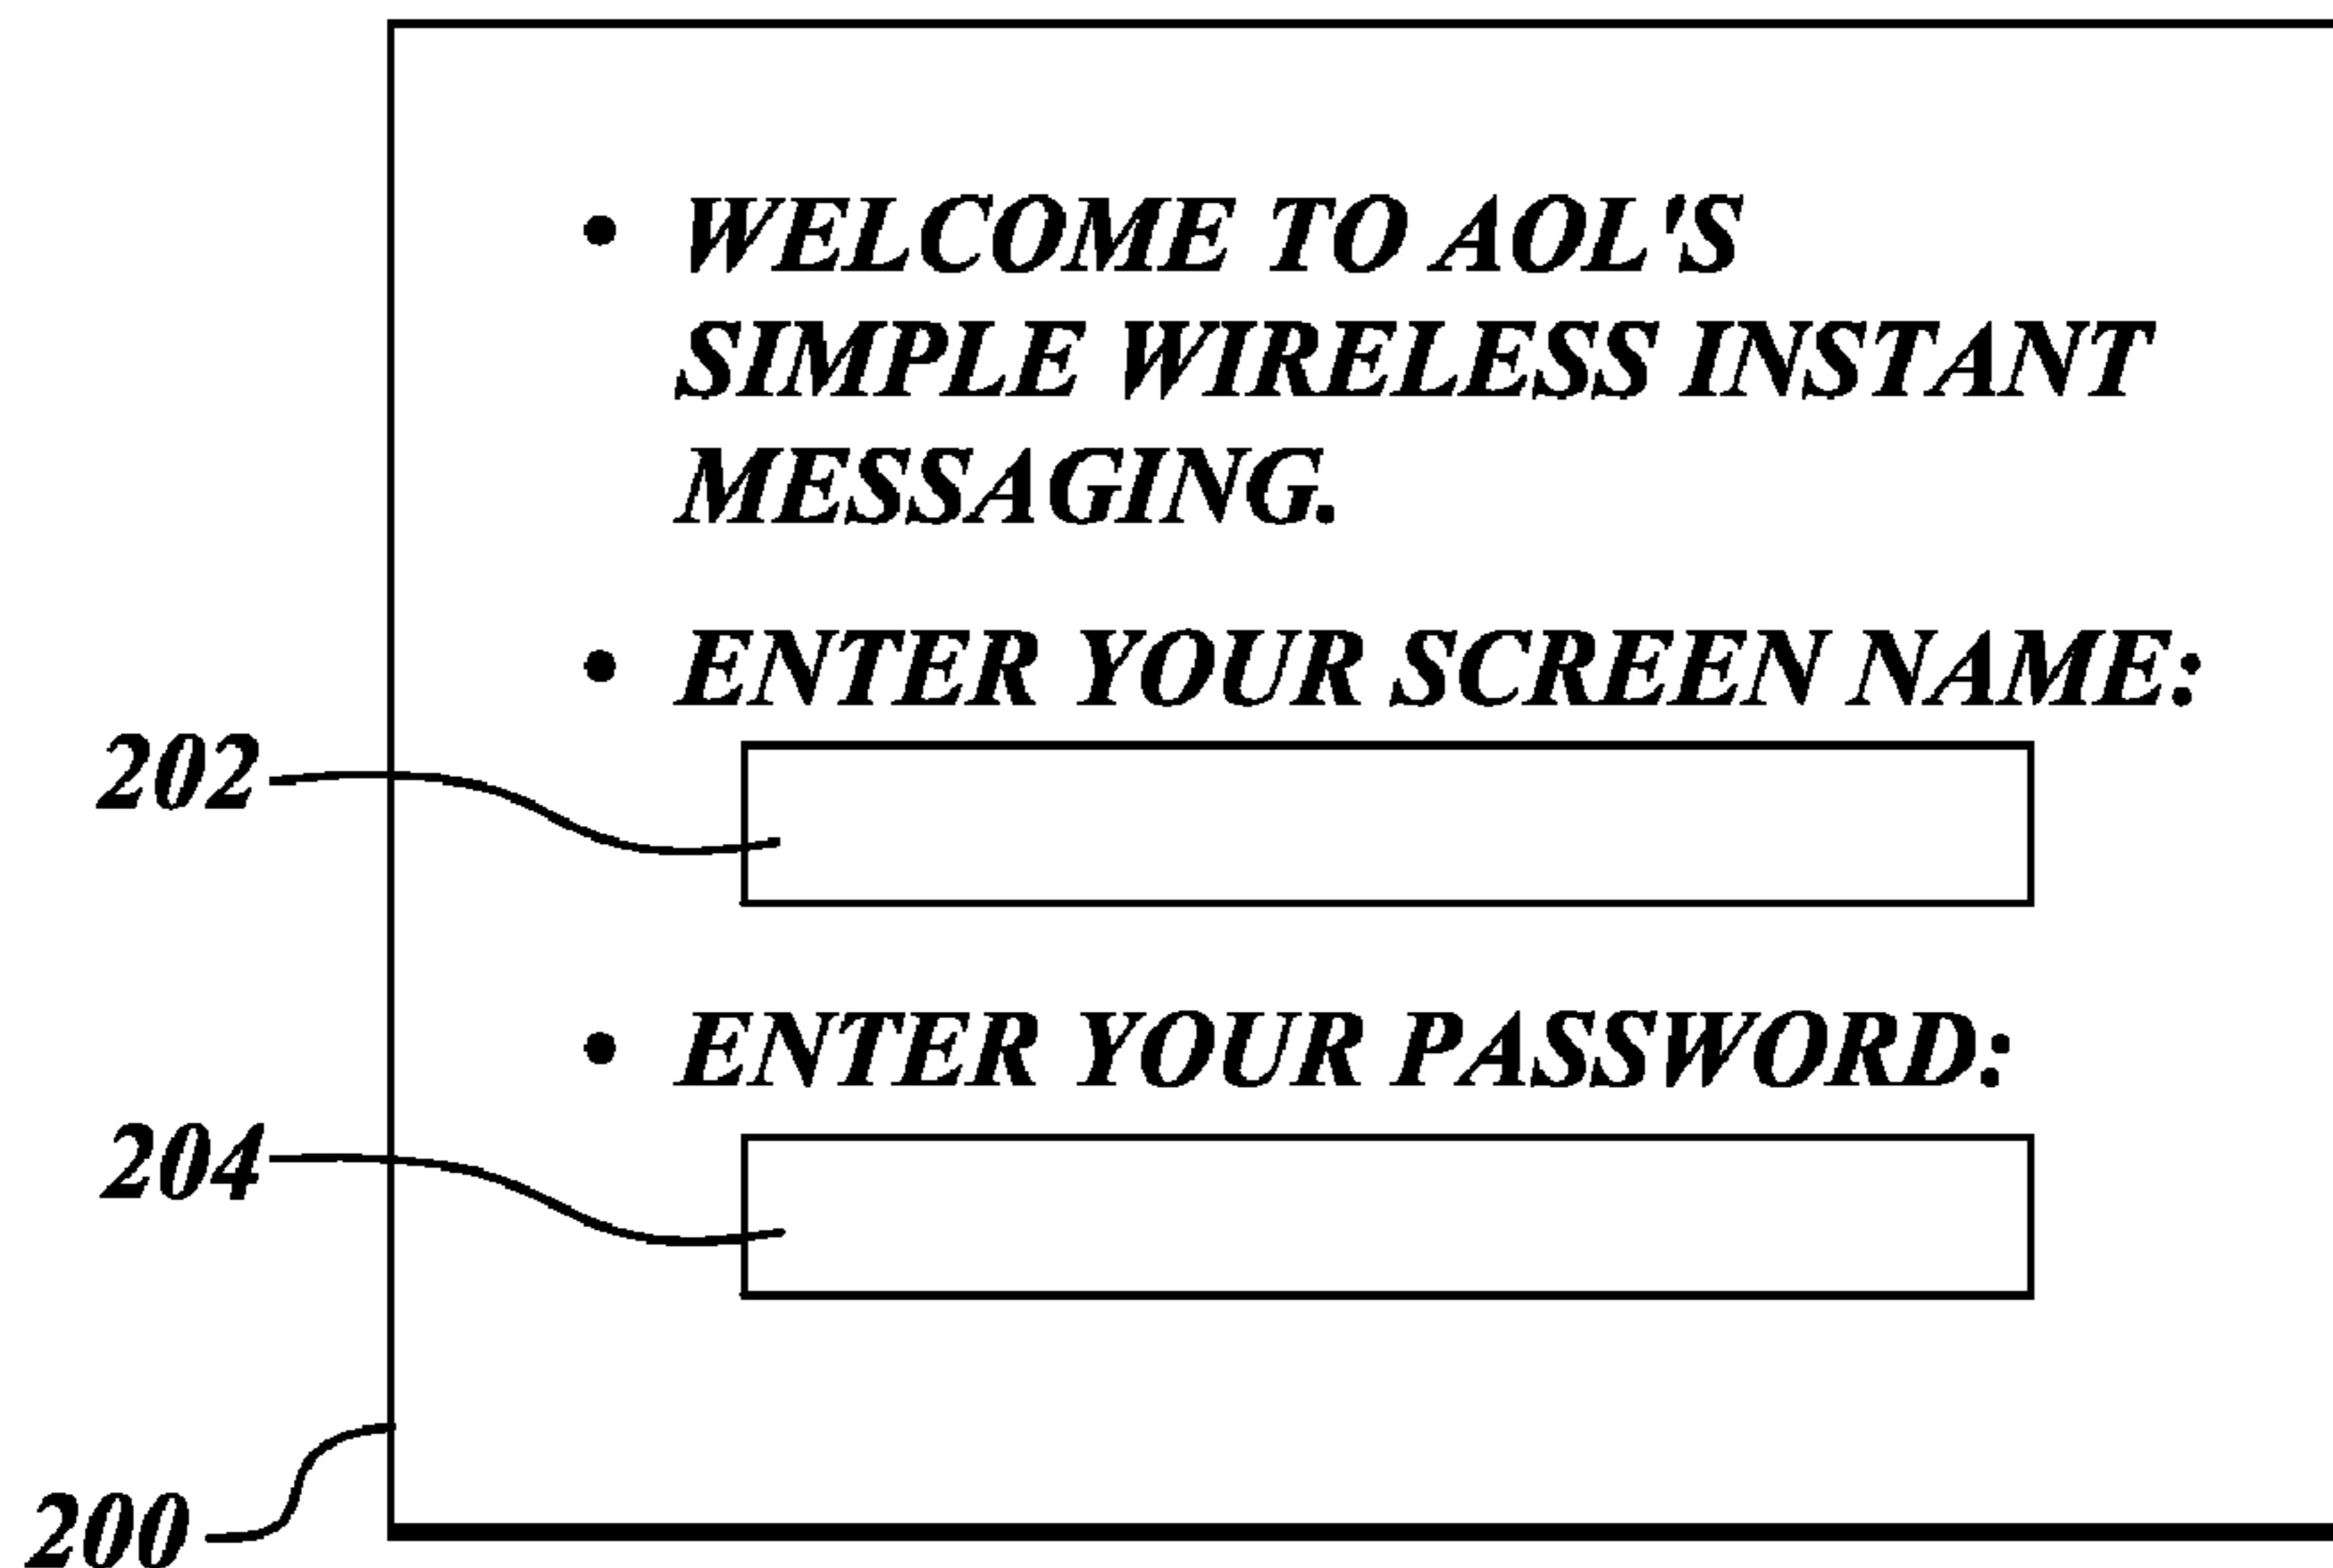 • WELCOME TO AOL'S
SIMPLE WIRELESS INSTANT
MESSAGING.
• ENTER YOUR SCREEN NAME:
202
• ENTER YOUR PASSWORD:
204
200